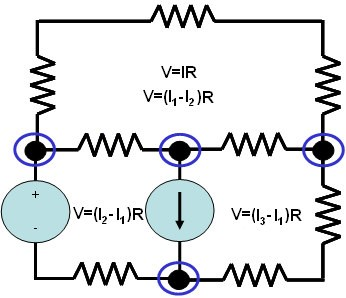 V=IR
V=(I₁-I₂)R
+
-
V=(I₂-I₁)R
V=(I₃-I₁)R